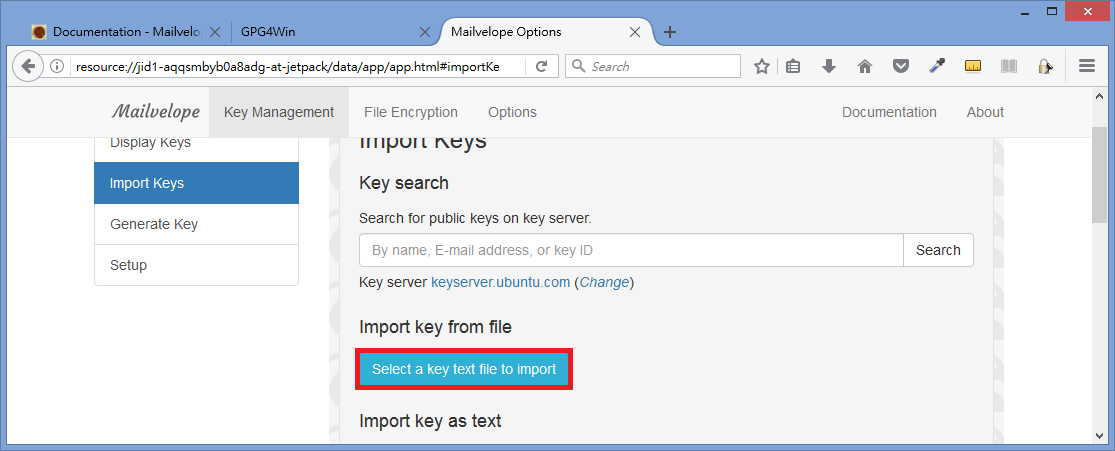 Documentation - Mailvelo
GPG4Win
Mailvelope Options
resource://jid1-aqqsmbyb0a8adg-at-jetpack/data/app/app.html#importKe
Search
Mailvelope
Key Management
File Encryption
Options
Documentation
About
Display Keys
Import Keys
Generate Key
Setup
Import Keys
Key search
Search for public keys on key server.
By name, E-mail address, or key ID
Search
Key server keyserver.ubuntu.com (Change)
Import key from file
Select a key text file to import
Import key as text